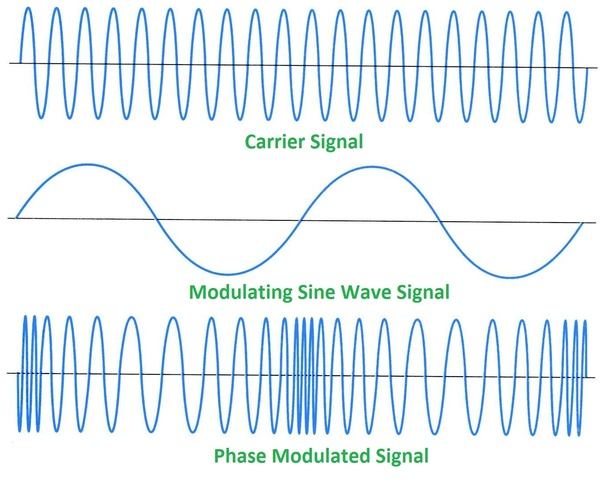 Carrier Signal
Modulating Sine Wave Signal
Phase Modulated Signal